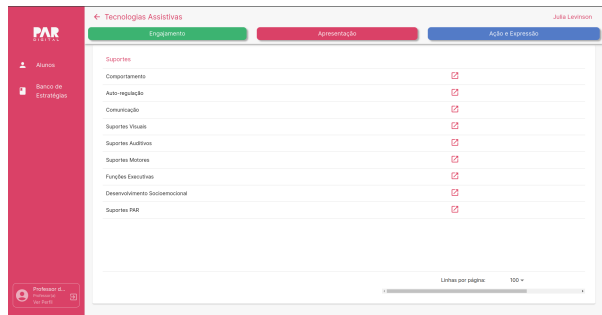 PAR
DIGITAL
Alunos
Banco de
Estratégias
Professor d...
Professor(a)
Ver Perfil
← Tecnologias Assistivas
Julia Levinson
Engajamento
Apresentação
Ação e Expressão
Suportes
Comportamento
Auto-regulação
Comunicação
Suportes Visuais
Suportes Auditivos
Suportes Motores
Funções Executivas
Desenvolvimento Socioemocional
Suportes PAR
Linhas por página: 100